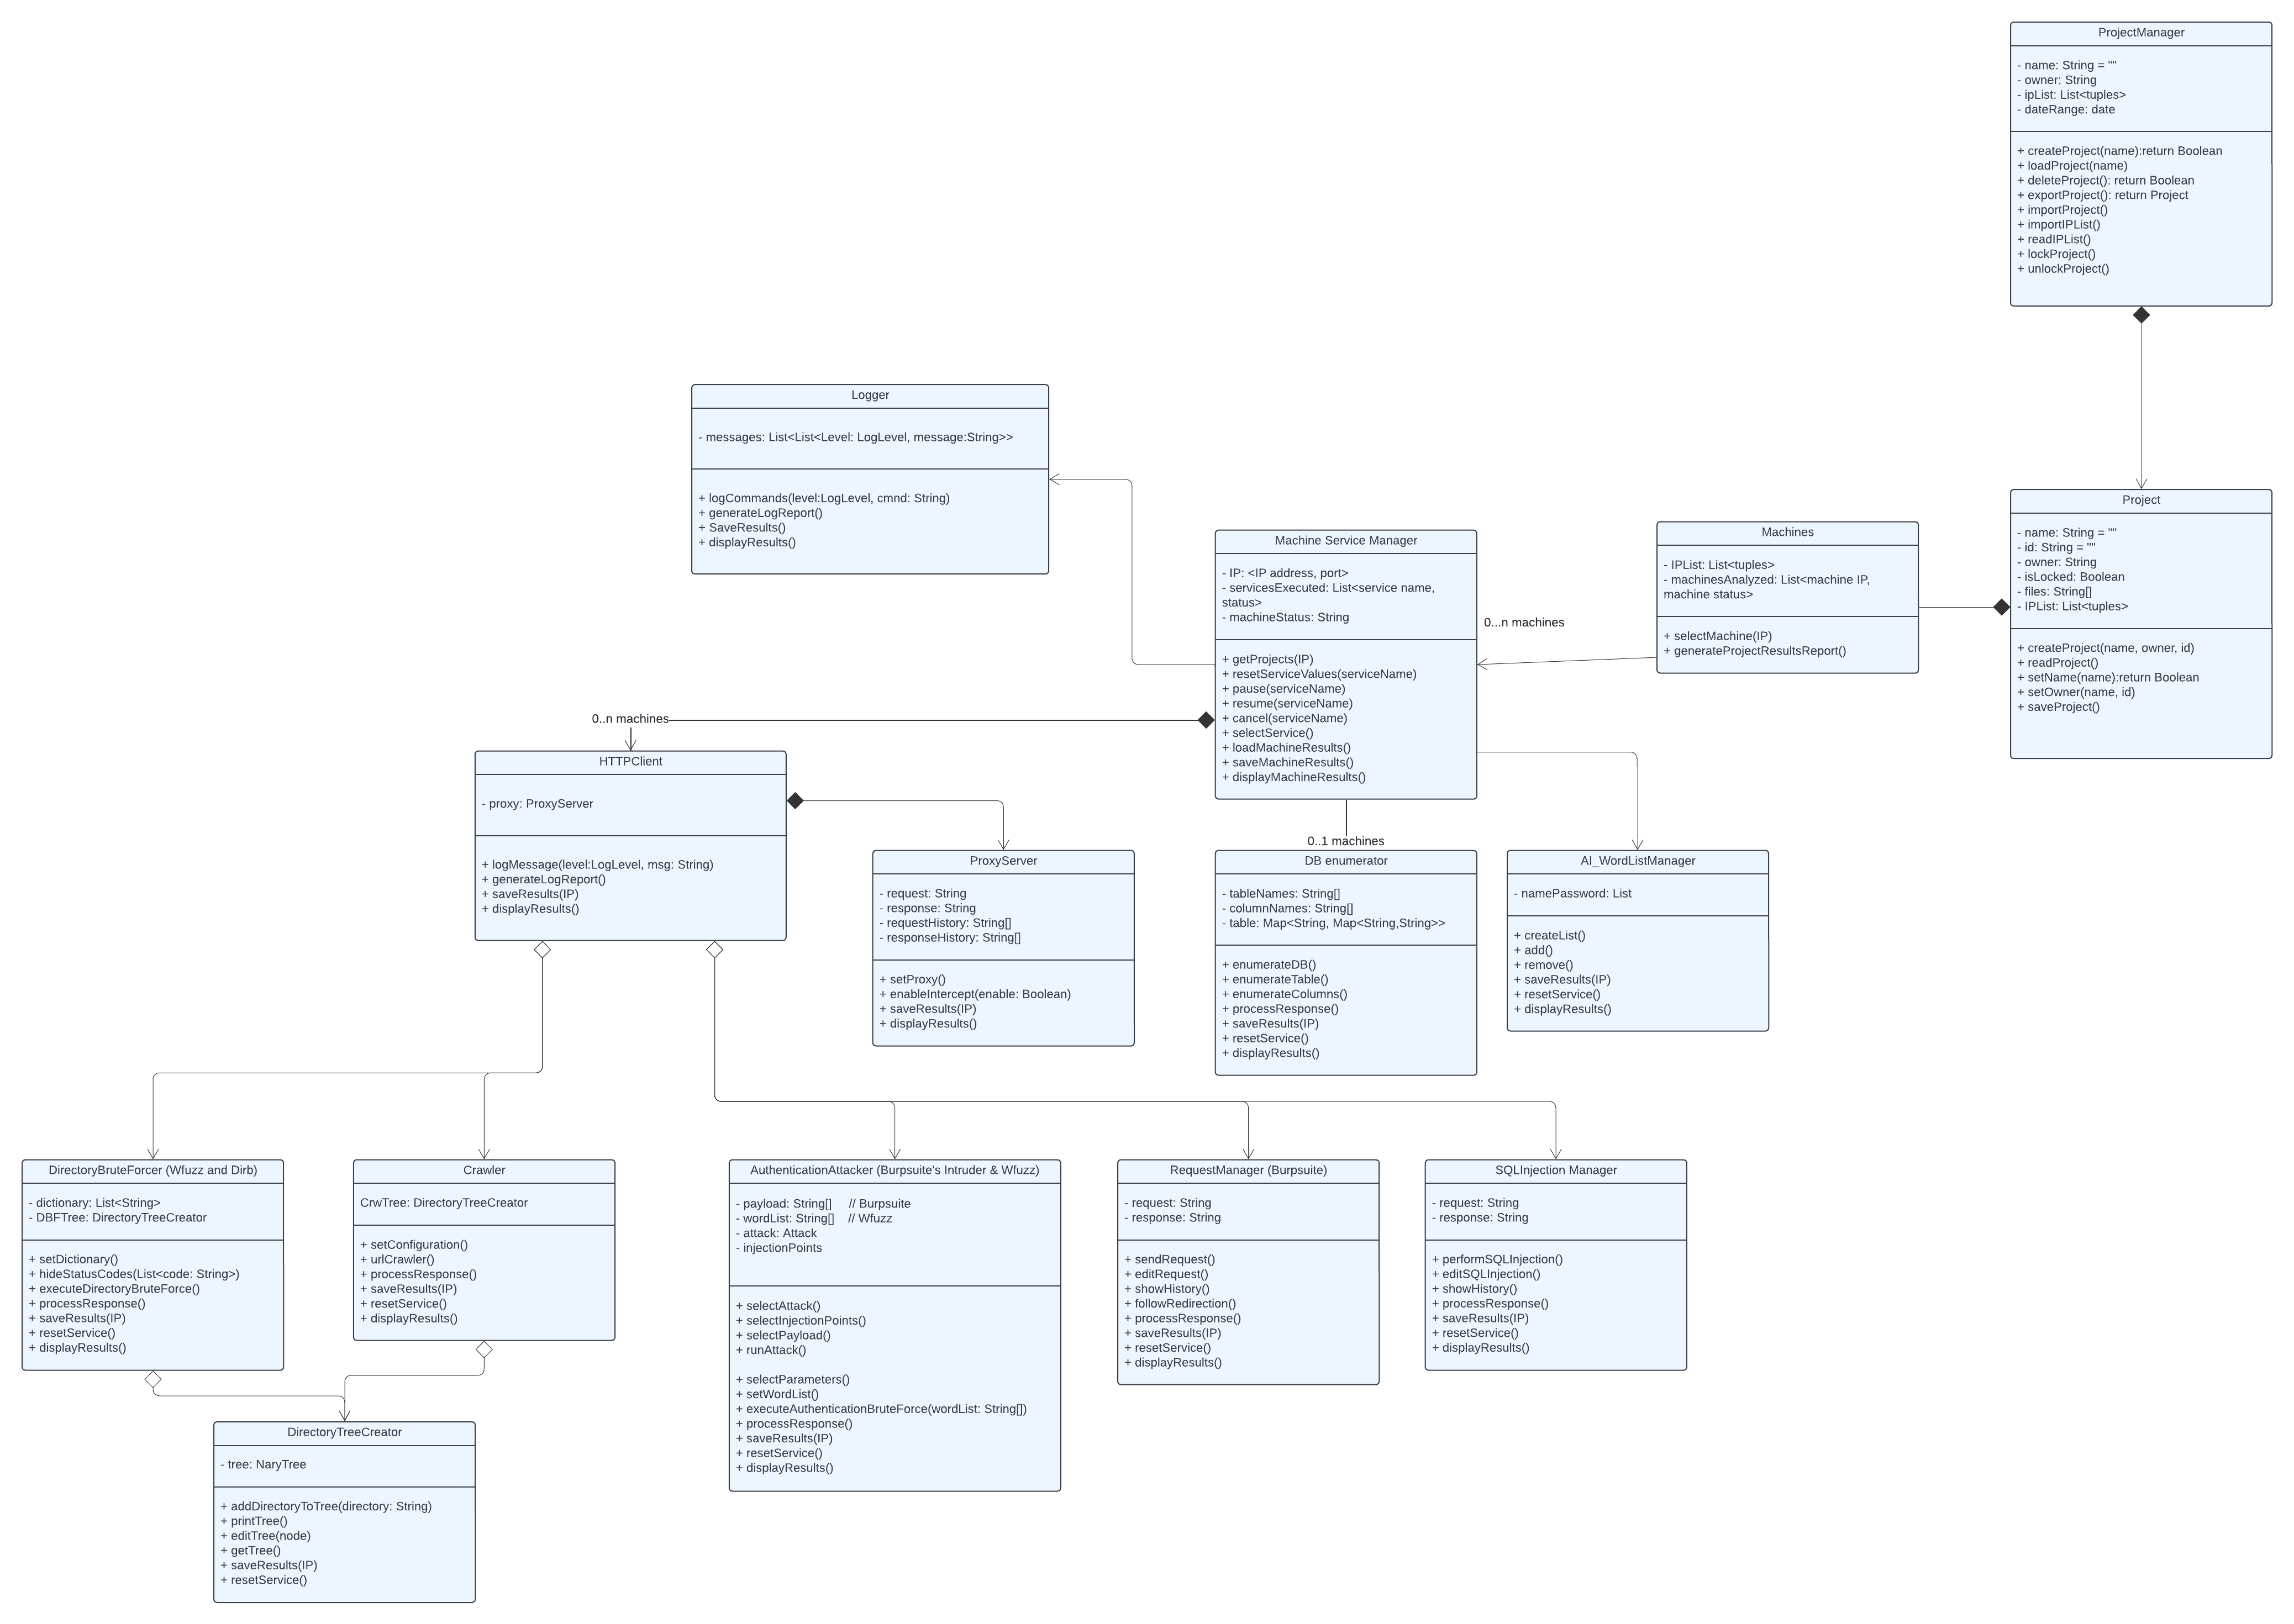 ProjectManager
- name: String = ""
- owner: String
- ipList: List<tuples>
- dateRange: date
+ createProject(name):return Boolean
+ loadProject(name)
+ deleteProject(): return Boolean
+ exportProject(): return Project
+ importProject()
+ importIPList()
+ readIPList()
+ lockProject()
+ unlockProject()
Logger
- messages: List<List<Level: LogLevel, message:String>>
+ logCommands(level:LogLevel, cmnd: String)
+ generateLogReport()
+ SaveResults()
+ displayResults()
Machine Service Manager
- IP: <IP address, port>
- servicesExecuted: List<service name,
status>
- machineStatus: String
+ getProjects(IP)
+ resetServiceValues(serviceName)
+ pause(serviceName)
+ resume(serviceName)
+ cancel(serviceName)
+ selectService()
+ loadMachineResults()
+ saveMachineResults()
+ displayMachineResults()
0...n machines
Machines
- IPList: List<tuples>
- machinesAnalyzed: List<machine IP,
machine status>
+ selectMachine(IP)
+ generateProjectResultsReport()
Project
- name: String = ""
- id: String = ""
- owner: String
- isLocked: Boolean
- files: String[]
- IPList: List<tuples>
+ createProject(name, owner, id)
+ readProject()
+ setName(name):return Boolean
+ setOwner(name, id)
+ saveProject()
0..n machines
HTTPClient
- proxy: ProxyServer
+ logMessage(level:LogLevel, msg: String)
+ generateLogReport()
+ saveResults(IP)
+ displayResults()
ProxyServer
- request: String
- response: String
- requestHistory: String[]
- responseHistory: String[]
+ setProxy()
+ enableIntercept(enable: Boolean)
+ saveResults(IP)
+ displayResults()
0..1 machines
DB enumerator
- tableNames: String[]
- columnNames: String[]
- table: Map<String, Map<String,String>>
+ enumerateDB()
+ enumerateTable()
+ enumerateColumns()
+ processResponse()
+ saveResults(IP)
+ resetService()
+ displayResults()
AI_WordListManager
- namePassword: List
+ createList()
+ add()
+ remove()
+ saveResults(IP)
+ resetService()
+ displayResults()
DirectoryBruteForcer (Wfuzz and Dirb)
- dictionary: List<String>
- DBFTree: DirectoryTreeCreator
+ setDictionary()
+ hideStatusCodes(List<code: String>)
+ executeDirectoryBruteForce()
+ processResponse()
+ saveResults(IP)
+ resetService()
+ displayResults()
Crawler
CrwTree: DirectoryTreeCreator
+ setConfiguration()
+ urlCrawler()
+ processResponse()
+ saveResults(IP)
+ resetService()
+ displayResults()
AuthenticationAttacker (Burpsuite's Intruder & Wfuzz)
- payload: String[] // Burpsuite
- wordList: String[] // Wfuzz
- attack: Attack
- injectionPoints
+ selectAttack()
+ selectInjectionPoints()
+ selectPayload()
+ runAttack()
+ selectParameters()
+ setWordList()
+ executeAuthenticationBruteForce(wordList: String[])
+ processResponse()
+ saveResults(IP)
+ resetService()
+ displayResults()
RequestManager (Burpsuite)
- request: String
- response: String
+ sendRequest()
+ editRequest()
+ showHistory()
+ followRedirection()
+ processResponse()
+ saveResults(IP)
+ resetService()
+ displayResults()
SQLInjection Manager
- request: String
- response: String
+ performSQLInjection()
+ editSQLInjection()
+ showHistory()
+ processResponse()
+ saveResults(IP)
+ resetService()
+ displayResults()
DirectoryTreeCreator
- tree: NaryTree
+ addDirectoryToTree(directory: String)
+ printTree()
+ editTree(node)
+ getTree()
+ saveResults(IP)
+ resetService()